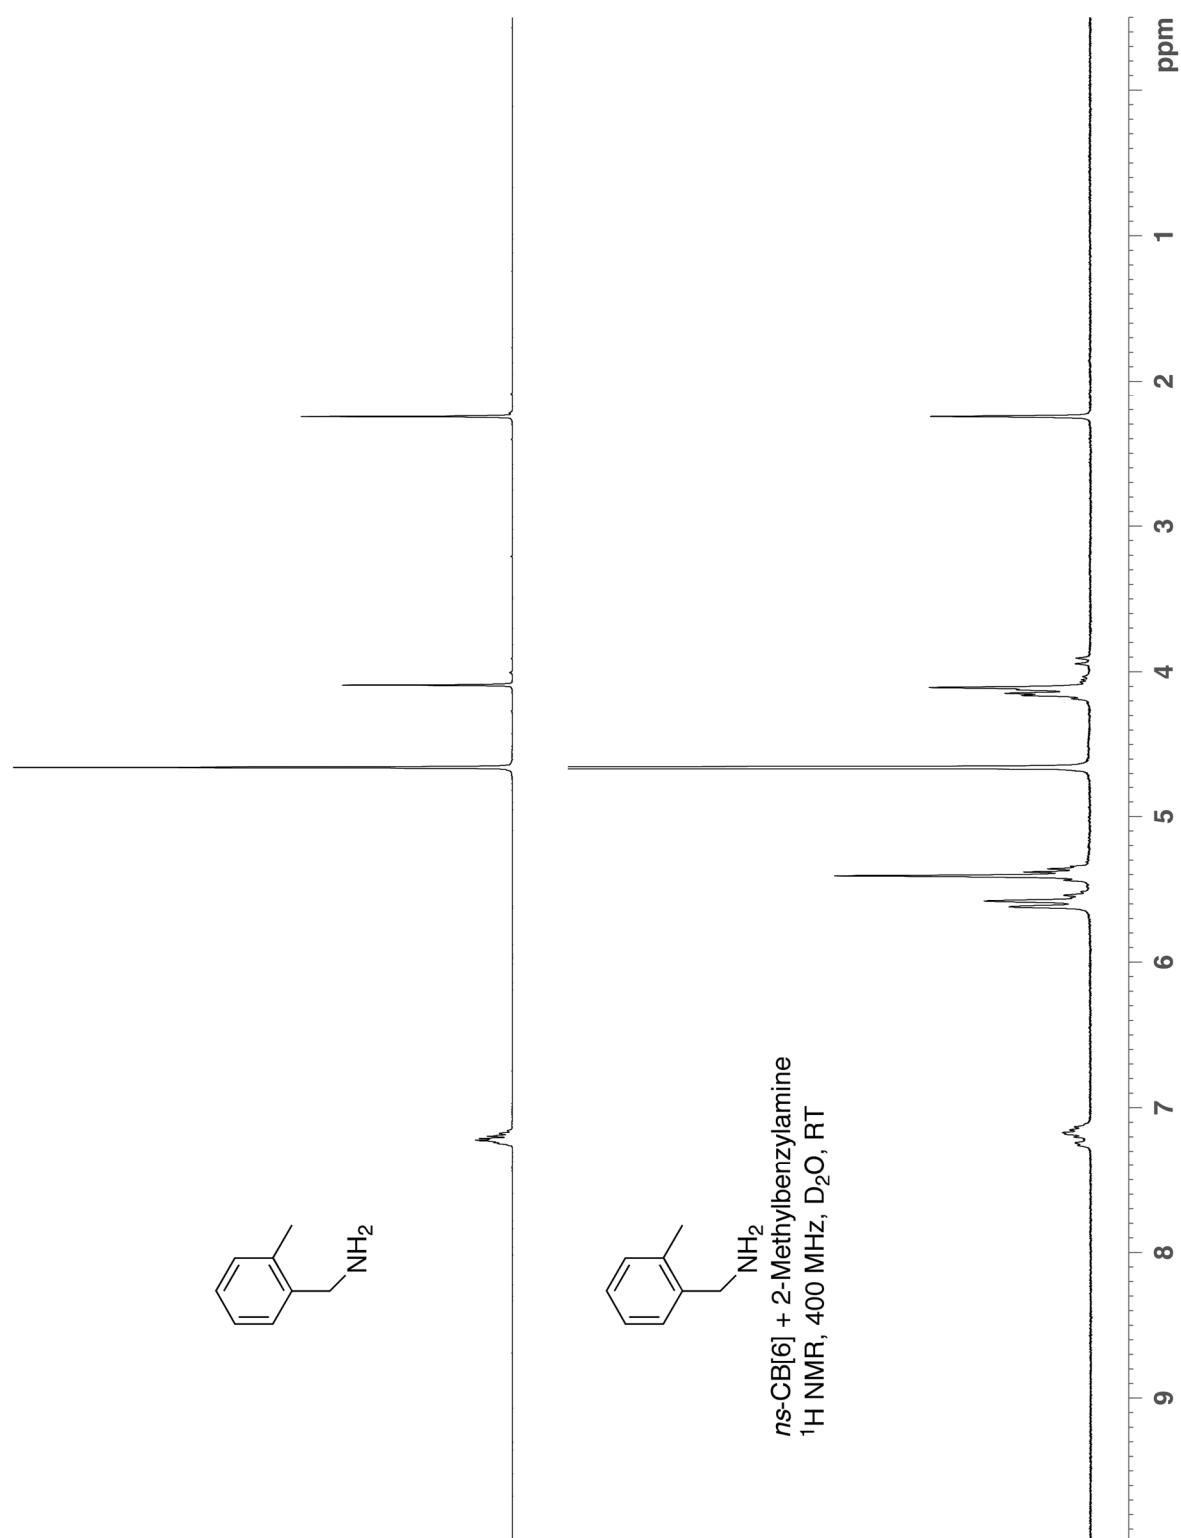 NH₂
NH₂
ns-CB[6] + 2-Methylbenzylamine
¹H NMR, 400 MHz, D₂O, RT
9
8
7
6
5
4
3
2
1
ppm